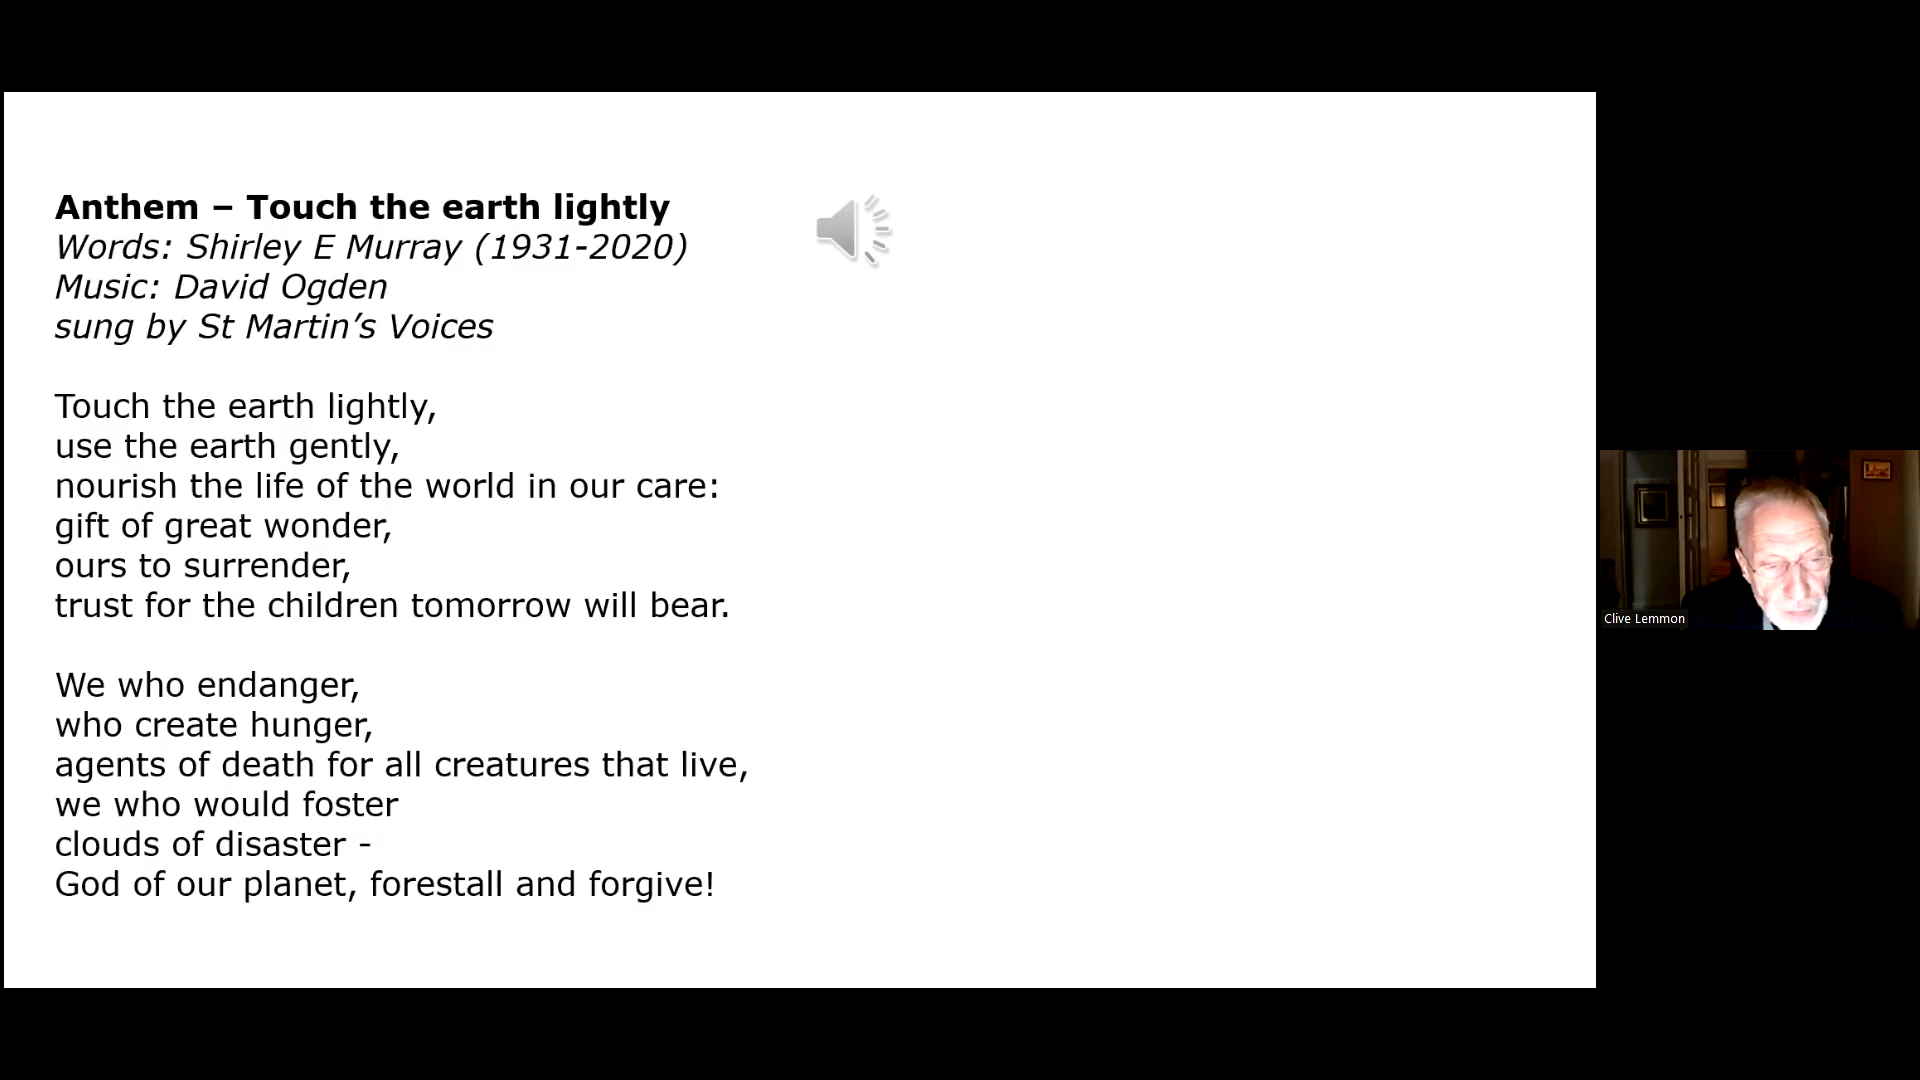 Anthem – Touch the earth lightly
Words: Shirley E Murray (1931-2020)
Music: David Ogden
sung by St Martin’s Voices
Touch the earth lightly,
use the earth gently,
nourish the life of the world in our care:
gift of great wonder,
ours to surrender,
trust for the children tomorrow will bear.
We who endanger,
who create hunger,
agents of death for all creatures that live,
we who would foster
clouds of disaster -
God of our planet, forestall and forgive!
Clive Lemmon